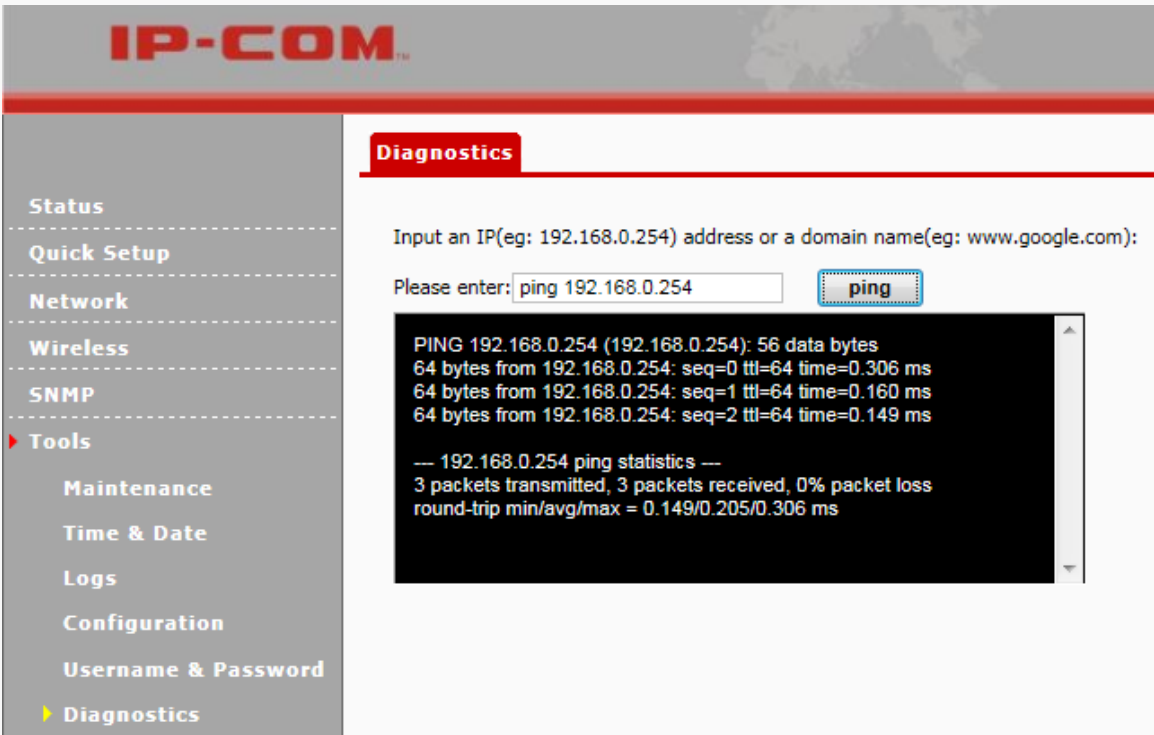 IP-COM™
Diagnostics
Status
Quick Setup
Network
Wireless
SNMP
Tools
Maintenance
Time & Date
Logs
Configuration
Username & Password
Diagnostics
Input an IP(eg: 192.168.0.254) address or a domain name(eg: www.google.com):
Please enter: ping 192.168.0.254 ping
PING 192.168.0.254 (192.168.0.254): 56 data bytes
64 bytes from 192.168.0.254: seq=0 ttl=64 time=0.306 ms
64 bytes from 192.168.0.254: seq=1 ttl=64 time=0.160 ms
64 bytes from 192.168.0.254: seq=2 ttl=64 time=0.149 ms
--- 192.168.0.254 ping statistics ---
3 packets transmitted, 3 packets received, 0% packet loss
round-trip min/avg/max = 0.149/0.205/0.306 ms